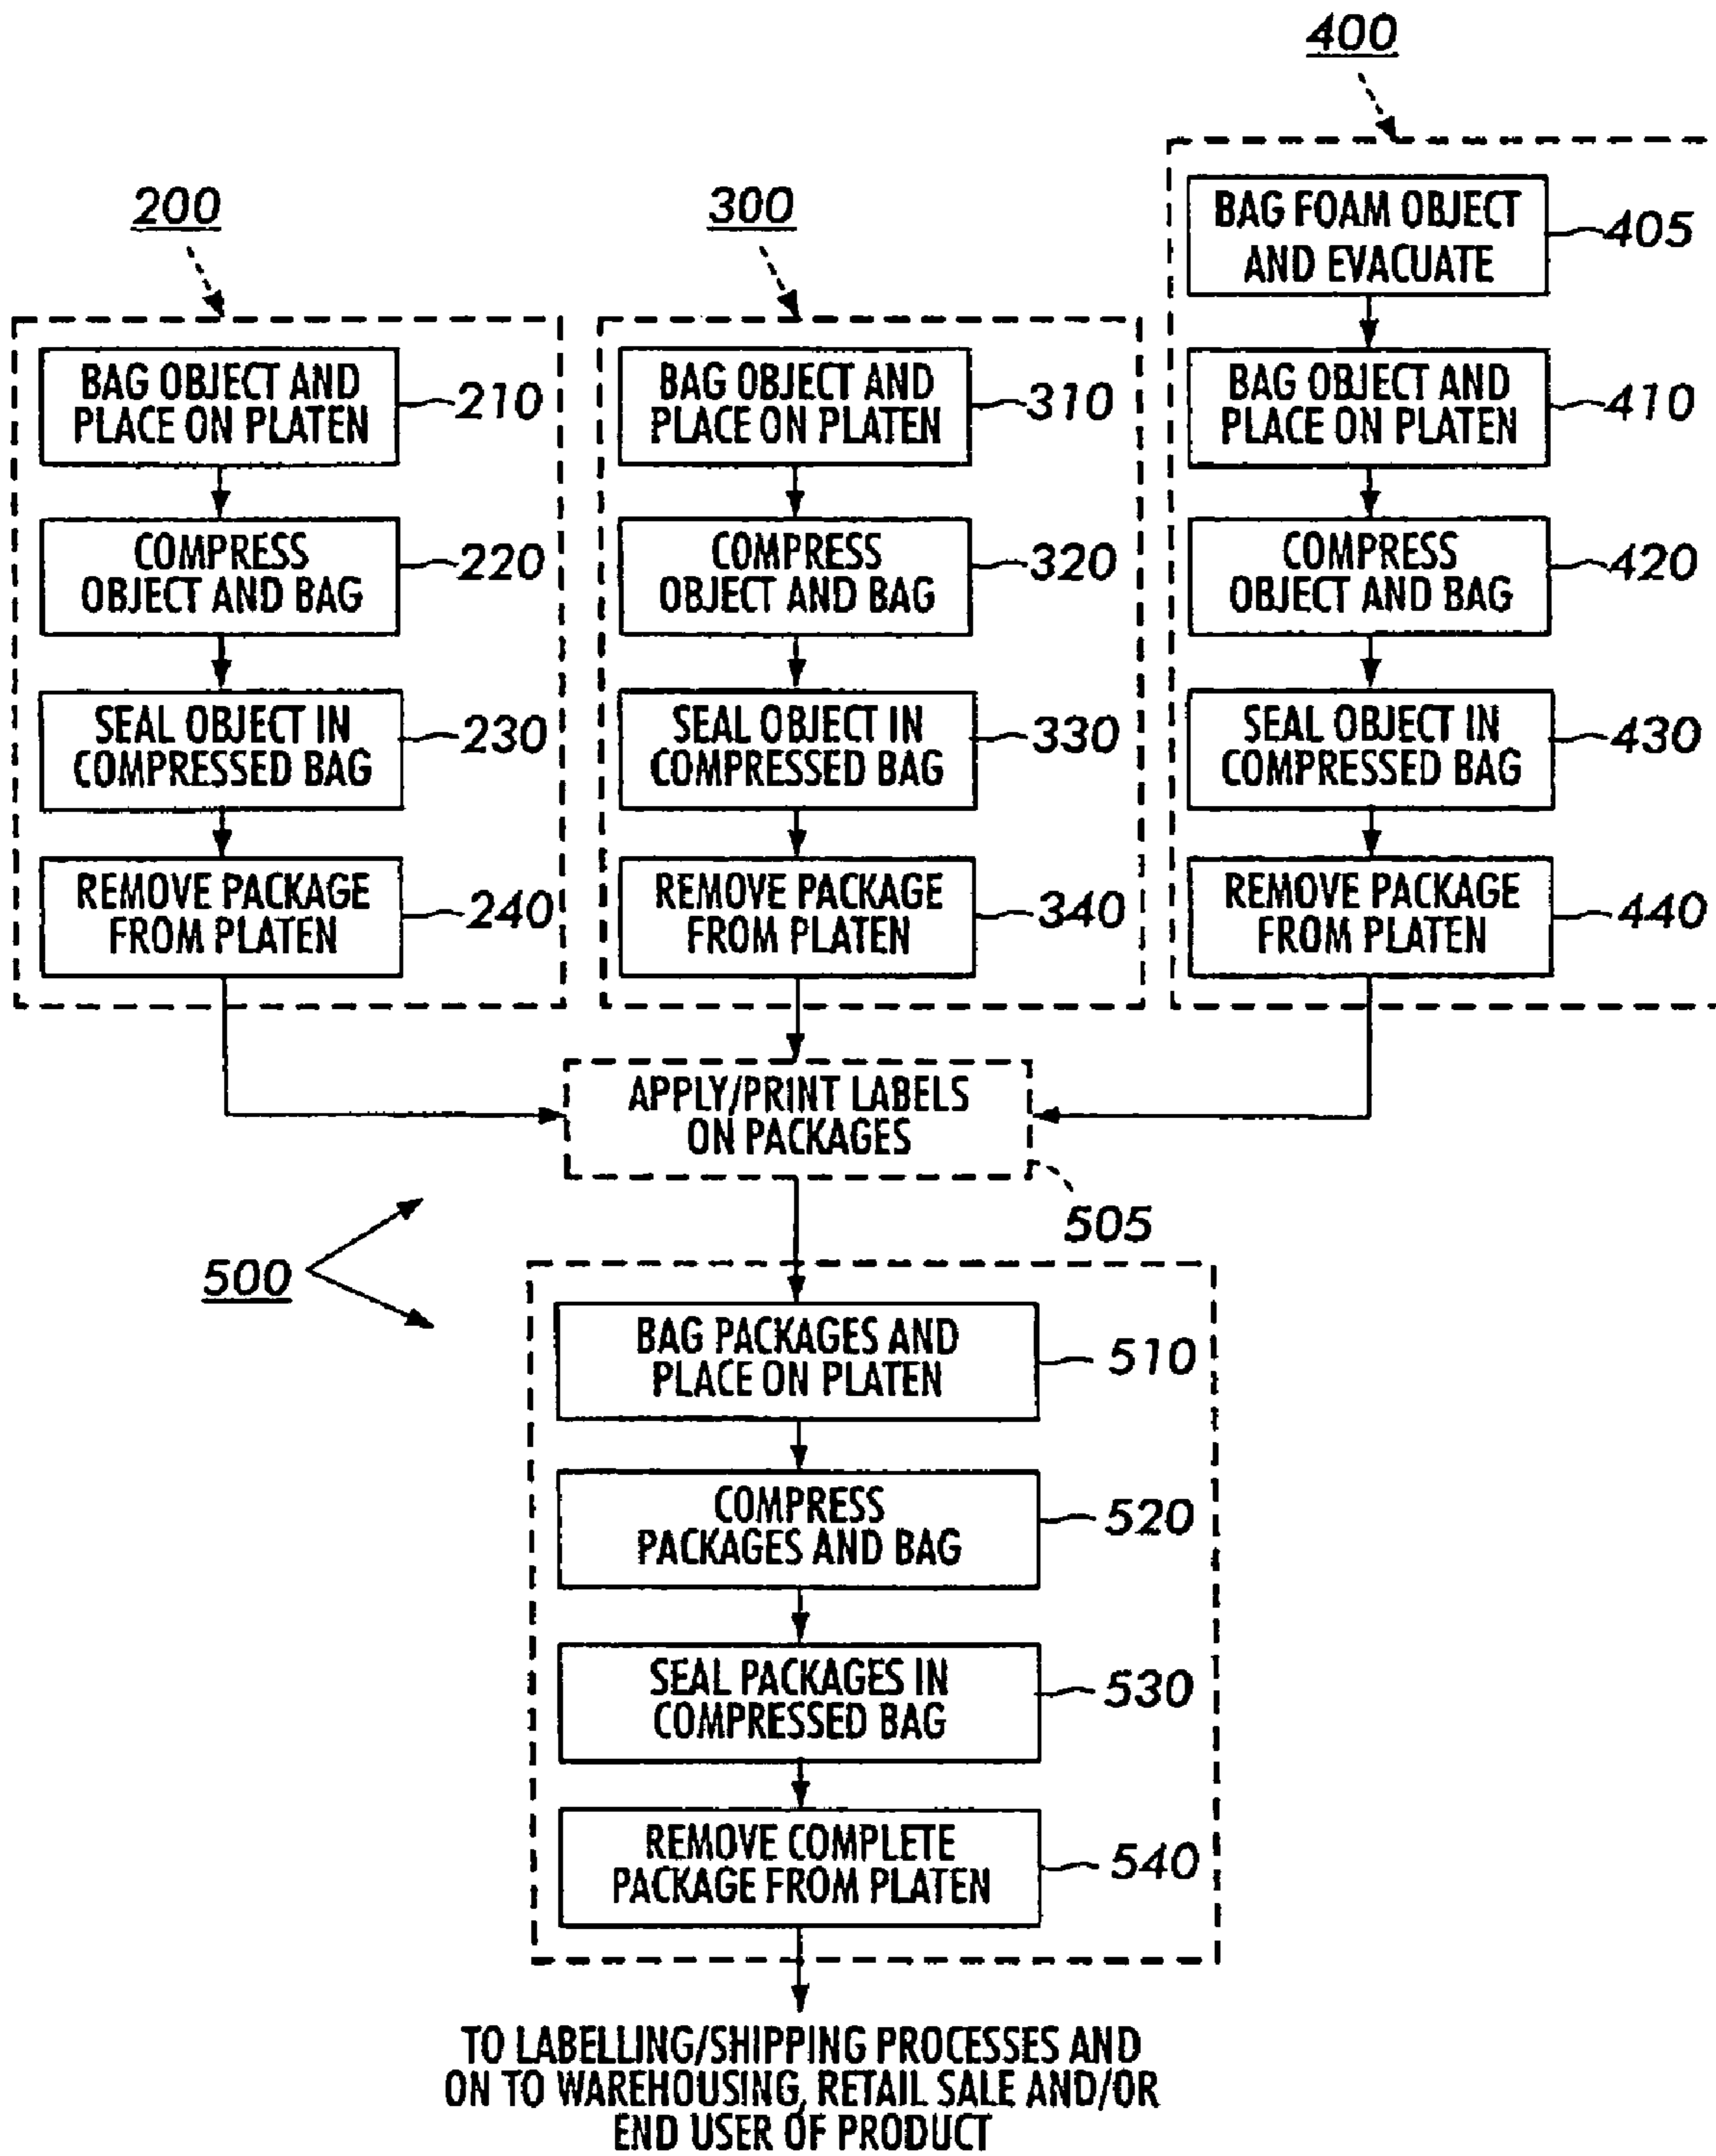 400
200
300
BAG FOAM OBJECT
AND EVACUATE
405
BAG OBJECT AND
PLACE ON PLATEN
210
BAG OBJECT AND
PLACE ON PLATEN
310
BAG OBJECT AND
PLACE ON PLATEN
410
COMPRESS
OBJECT AND BAG
220
COMPRESS
OBJECT AND BAG
320
COMPRESS
OBJECT AND BAG
420
SEAL OBJECT IN
COMPRESSED BAG
230
SEAL OBJECT IN
COMPRESSED BAG
330
SEAL OBJECT IN
COMPRESSED BAG
430
REMOVE PACKAGE
FROM PLATEN
240
REMOVE PACKAGE
FROM PLATEN
340
REMOVE PACKAGE
FROM PLATEN
440
APPLY/PRINT LABELS
ON PACKAGES
505
500
BAG PACKAGES AND
PLACE ON PLATEN
510
COMPRESS
PACKAGES AND BAG
520
SEAL PACKAGES IN
COMPRESSED BAG
530
REMOVE COMPLETE
PACKAGE FROM PLATEN
540
TO LABELLING/SHIPPING PROCESSES AND
ON TO WAREHOUSING, RETAIL SALE AND/OR
END USER OF PRODUCT